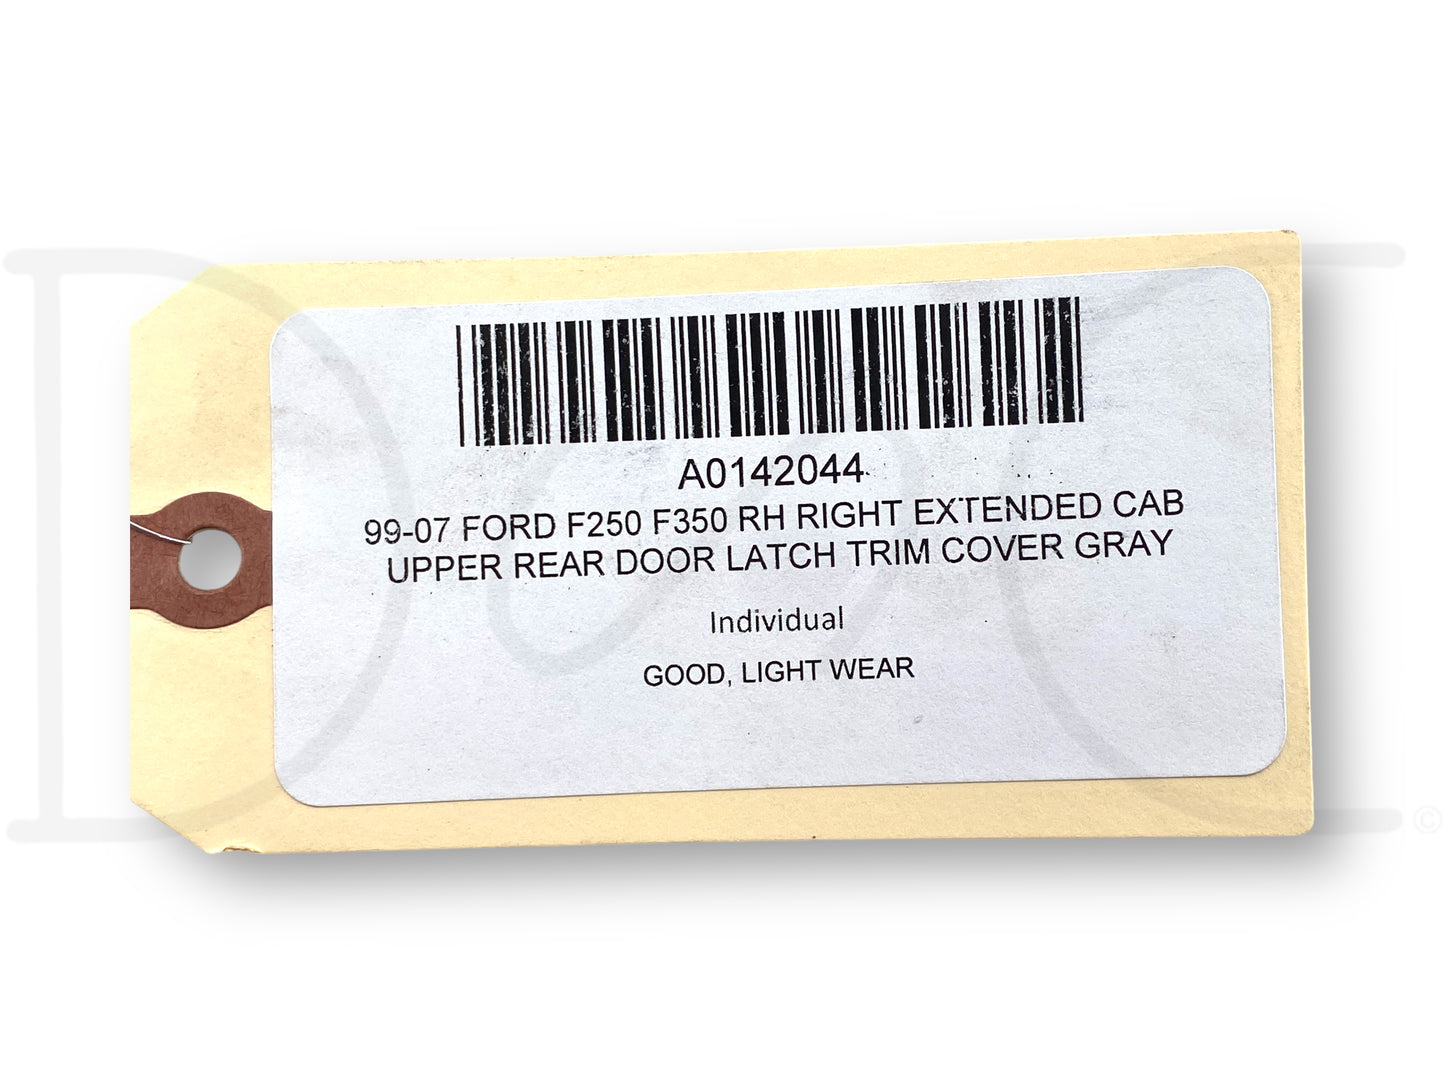 A0142044
99-07 FORD F250 F350 RH RIGHT EXTENDED CAB
UPPER REAR DOOR LATCH TRIM COVER GRAY
Individual
GOOD, LIGHT WEAR
©